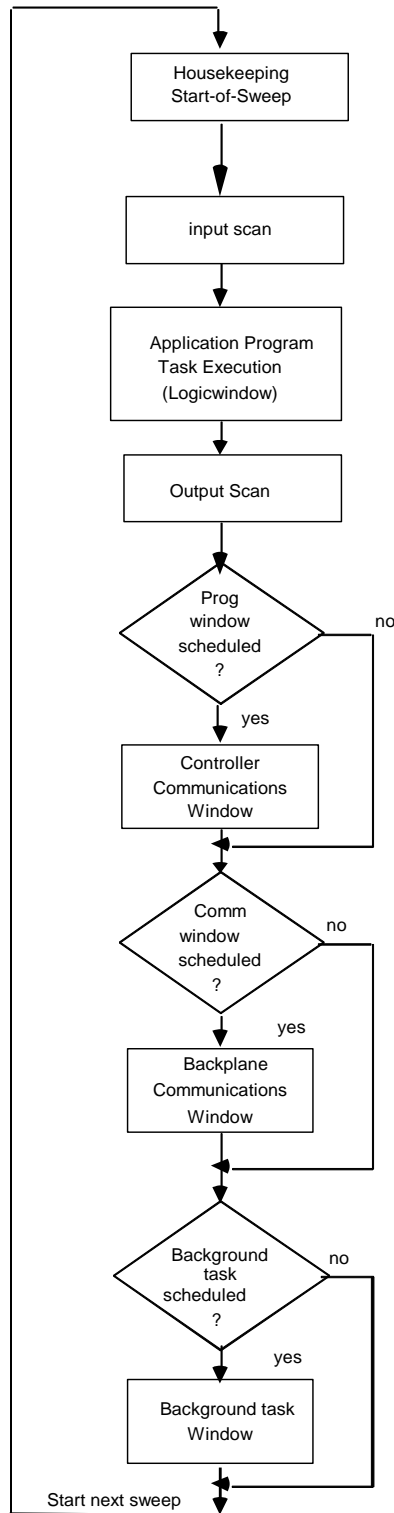 Housekeeping
Start-of-Sweep
input scan
Application Program
Task Execution
(Logicwindow)
Output Scan
Prog
window
scheduled
?
no
yes
Controller
Communications
Window
Comm
window
scheduled
?
no
yes
Backplane
Communications
Window
Background
task
scheduled
?
no
yes
Background task
Window
Start next sweep